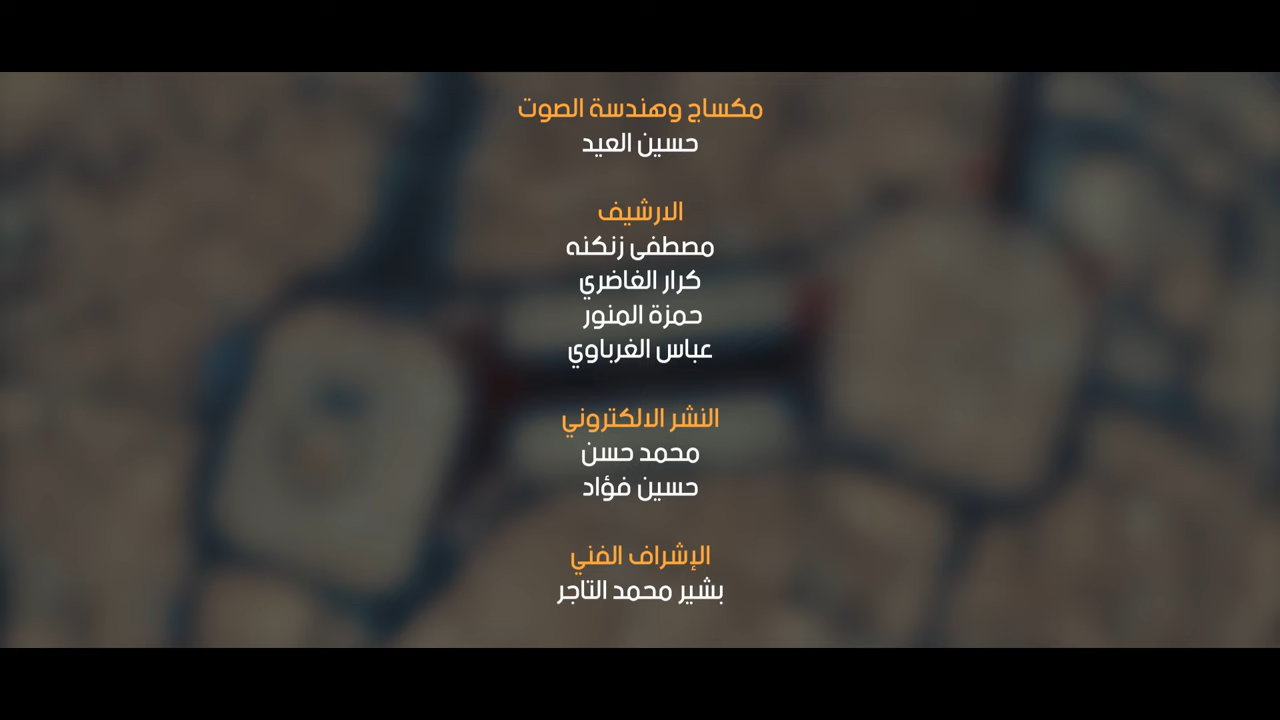 مكساج وهندسة الصوت
حسين العيد
الارشيف
مصطفى زنكنه
كرار الغاضري
حمزة المنور
عباس الغرباوي
النشر الالكتروني
محمد حسن
حسين فؤاد
الإشراف الفني
بشير محمد التاجر